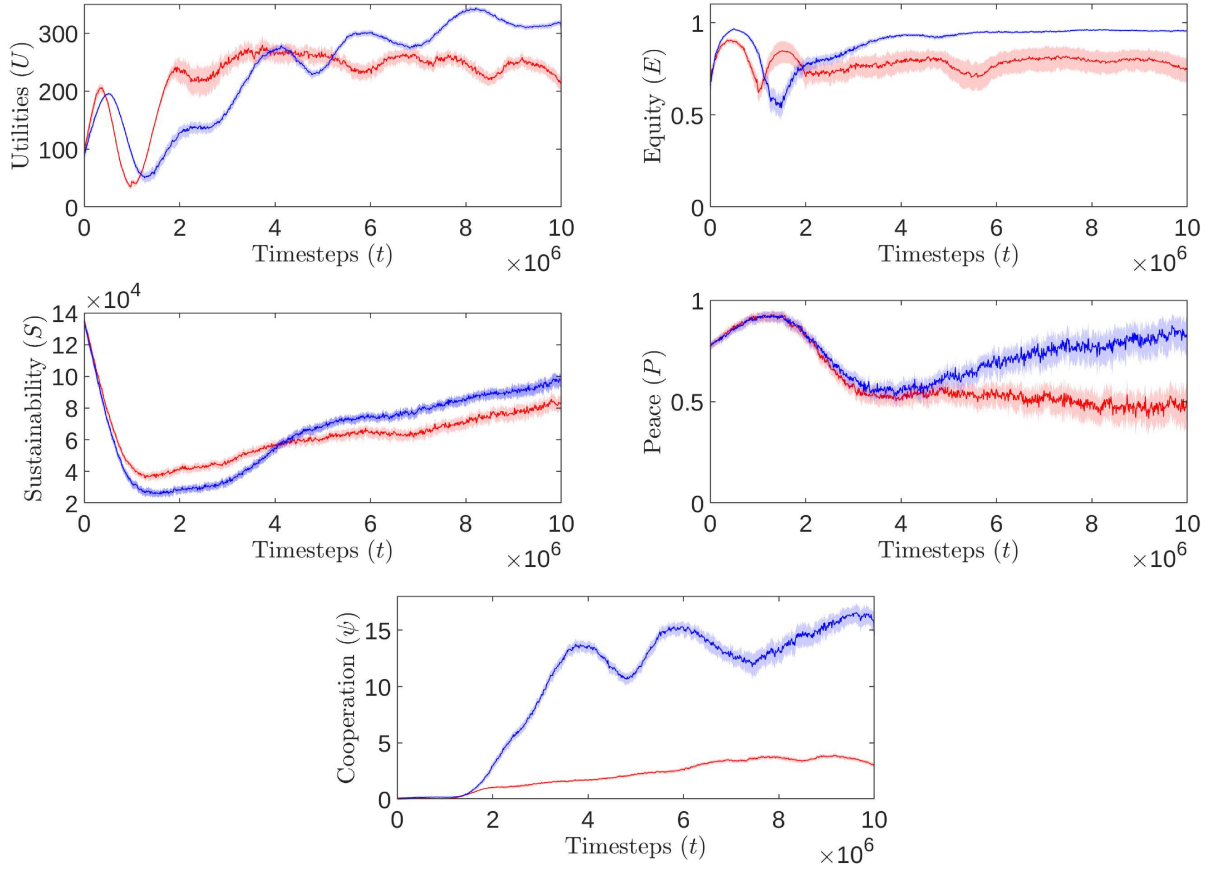 Utilities (U)
300
200
100
0
0 2 4 6 8 10
Timesteps (t)
×10^6
Equity (E)
1
0.5
0
0 2 4 6 8 10
Timesteps (t)
×10^6
Sustainability (S)
×10^4
14
12
10
8
6
4
2
0 2 4 6 8 10
Timesteps (t)
×10^6
Peace (P)
1
0.5
0
0 2 4 6 8 10
Timesteps (t)
×10^6
Cooperation (ψ)
15
10
5
0
0 2 4 6 8 10
Timesteps (t)
×10^6